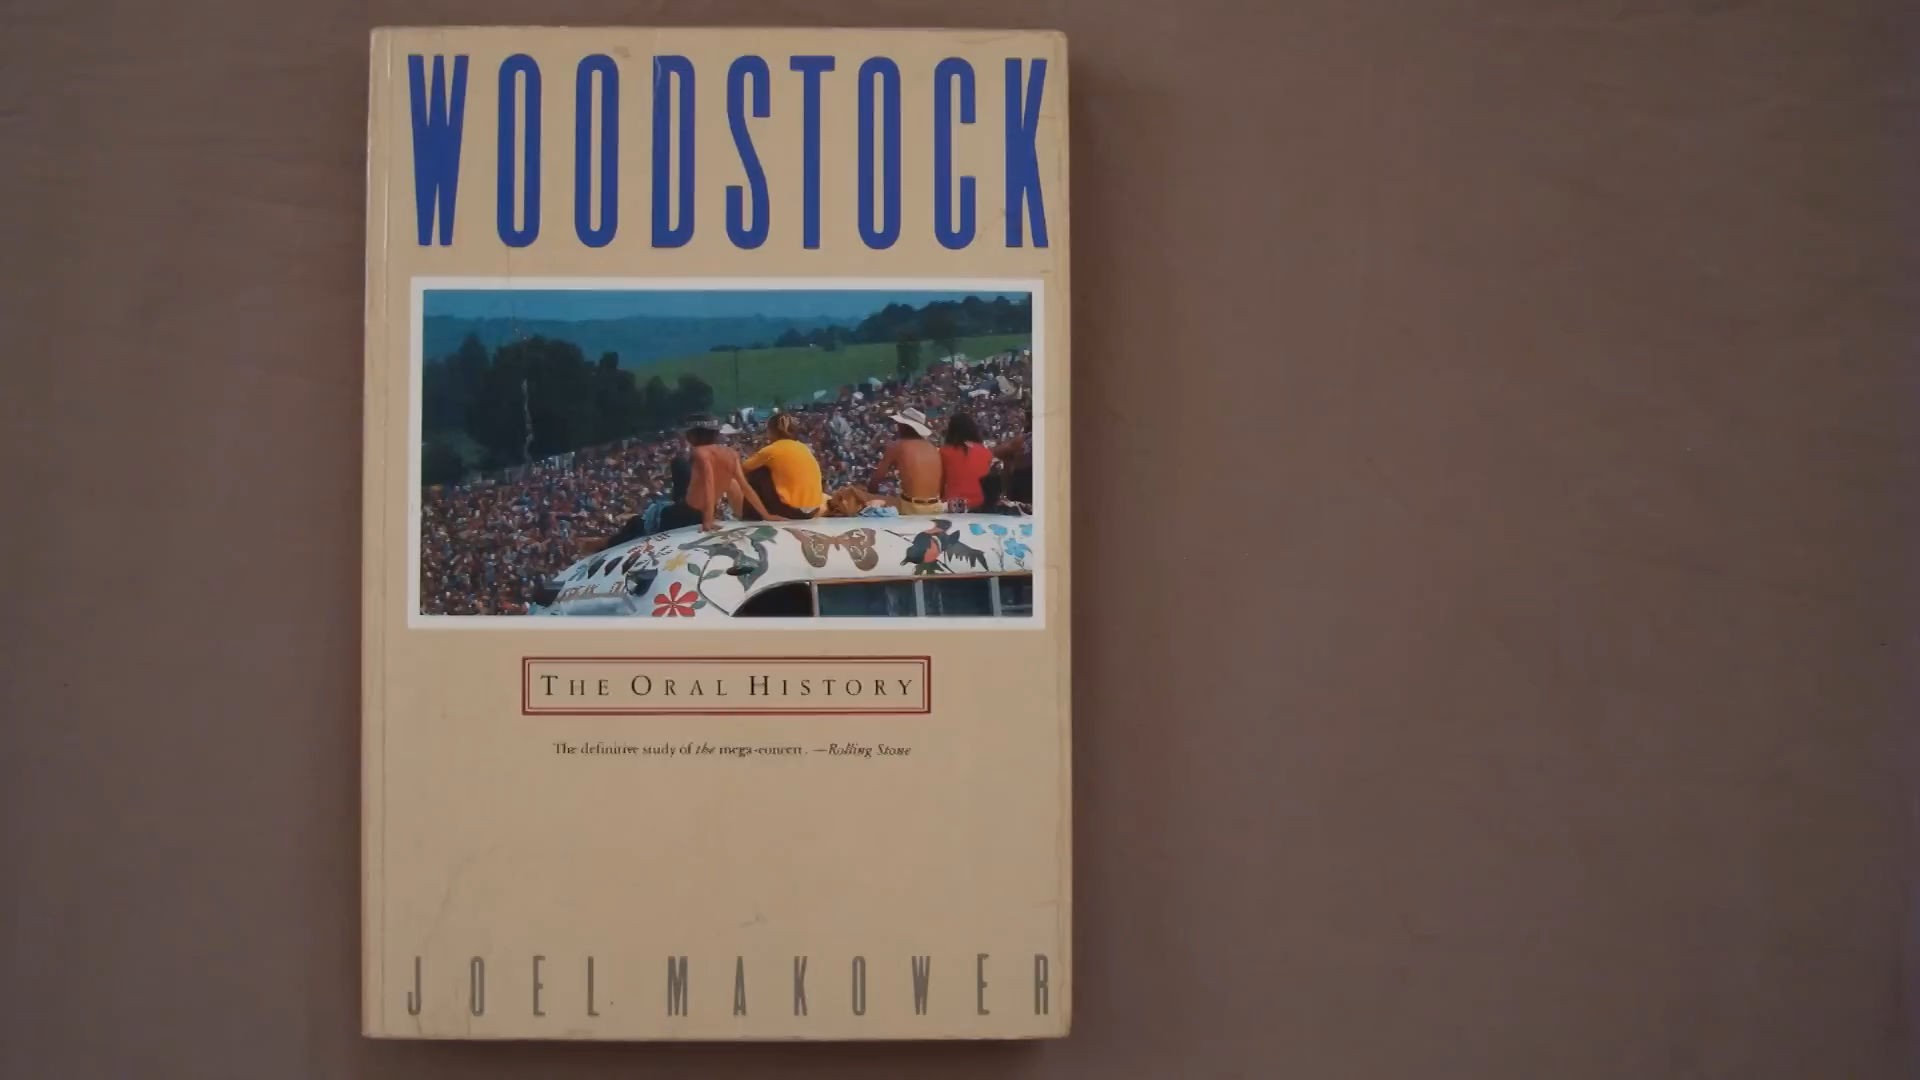 WOODSTOCK
THE ORAL HISTORY
The definitive study of the mega-concert. —Rolling Stone
JOEL MAKOWER